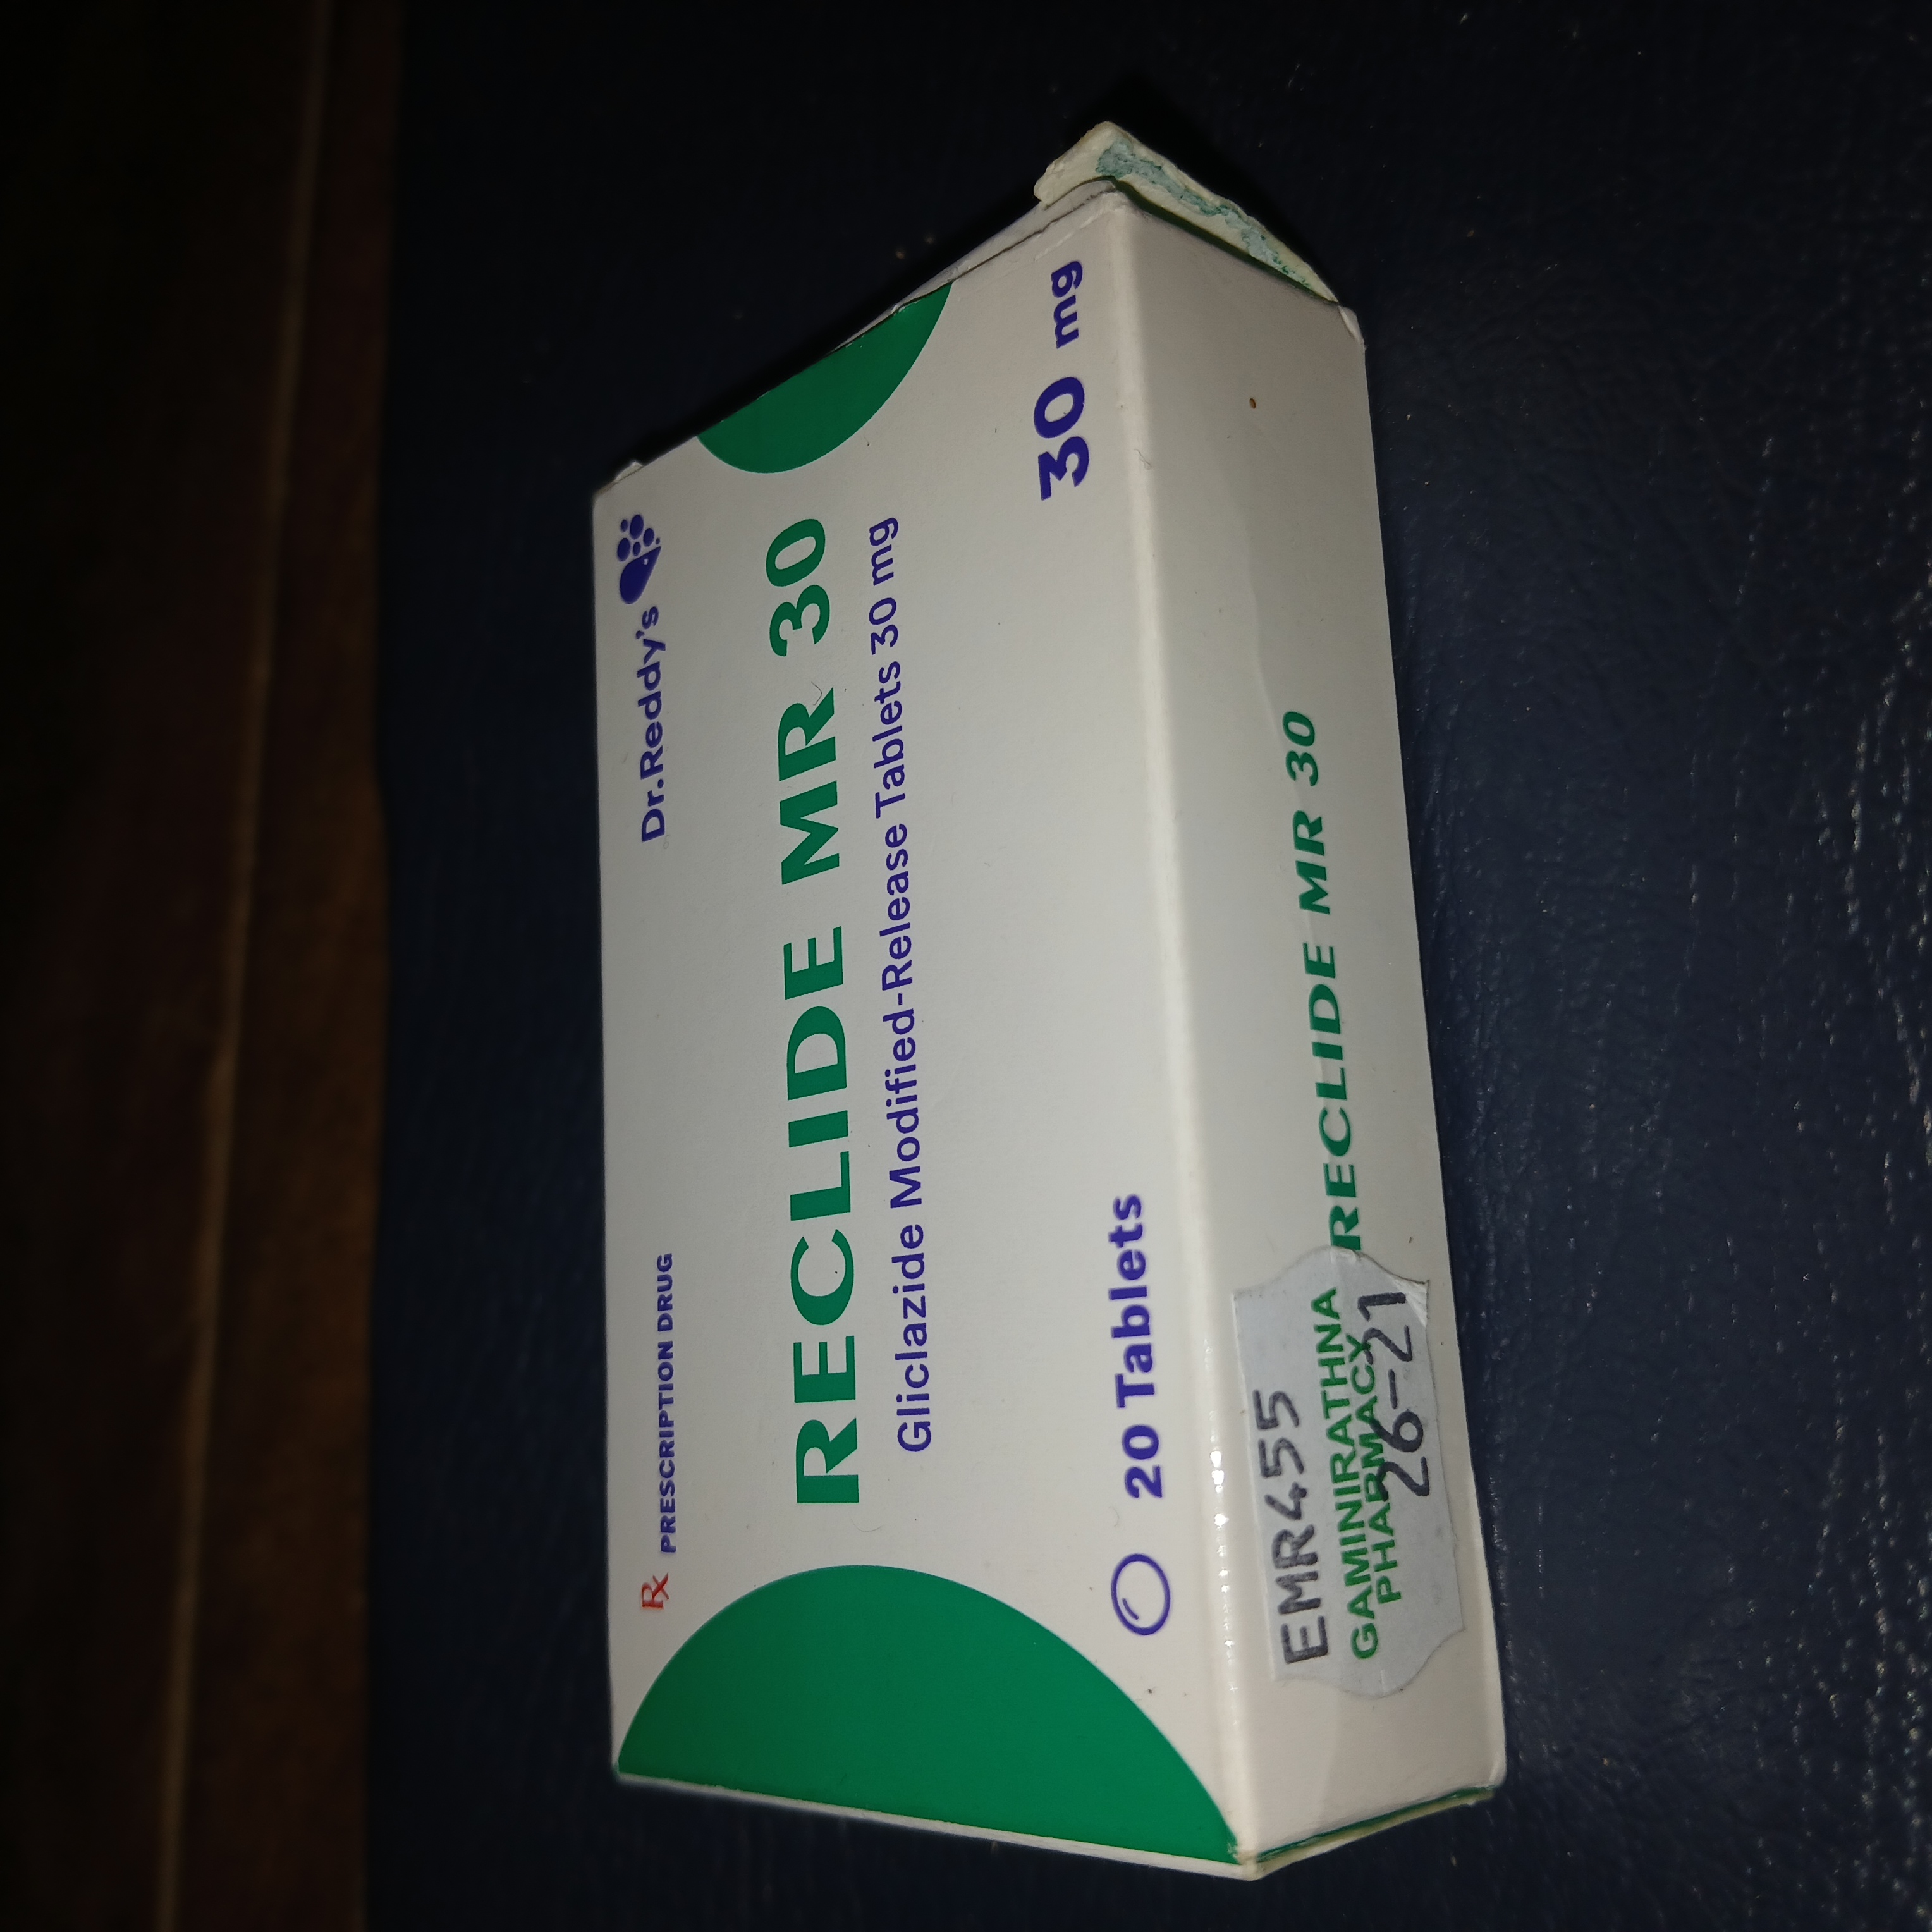 Rx PRESCRIPTION DRUG
Dr.Reddy's
RECLIDE MR 30
Gliclazide Modified-Release Tablets 30 mg
30 mg
20 Tablets
EMR455
GAMINIRATHNA
PHARMACY
26-21
RECLIDE MR 30